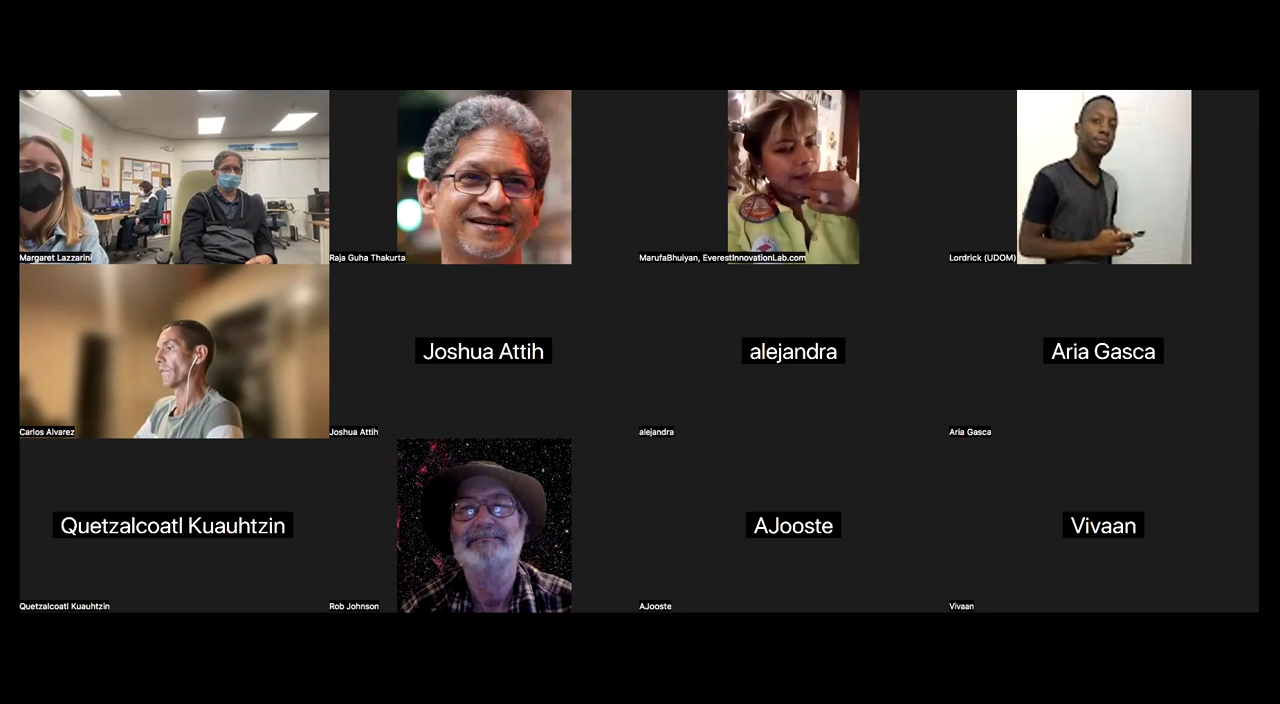 Margaret Lazzarini
Raja Guha Thakurta
MarufaBhuiyan, EverestInnovationLab.com
Lordrick (UDOM)
Joshua Attih
alejandra
Aria Gasca
Carlos Alvarez
Joshua Attih
alejandra
Aria Gasca
Quetzalcoatl Kuauhtzin
AJooste
Vivaan
Quetzalcoatl Kuauhtzin
Rob Johnson
AJooste
Vivaan